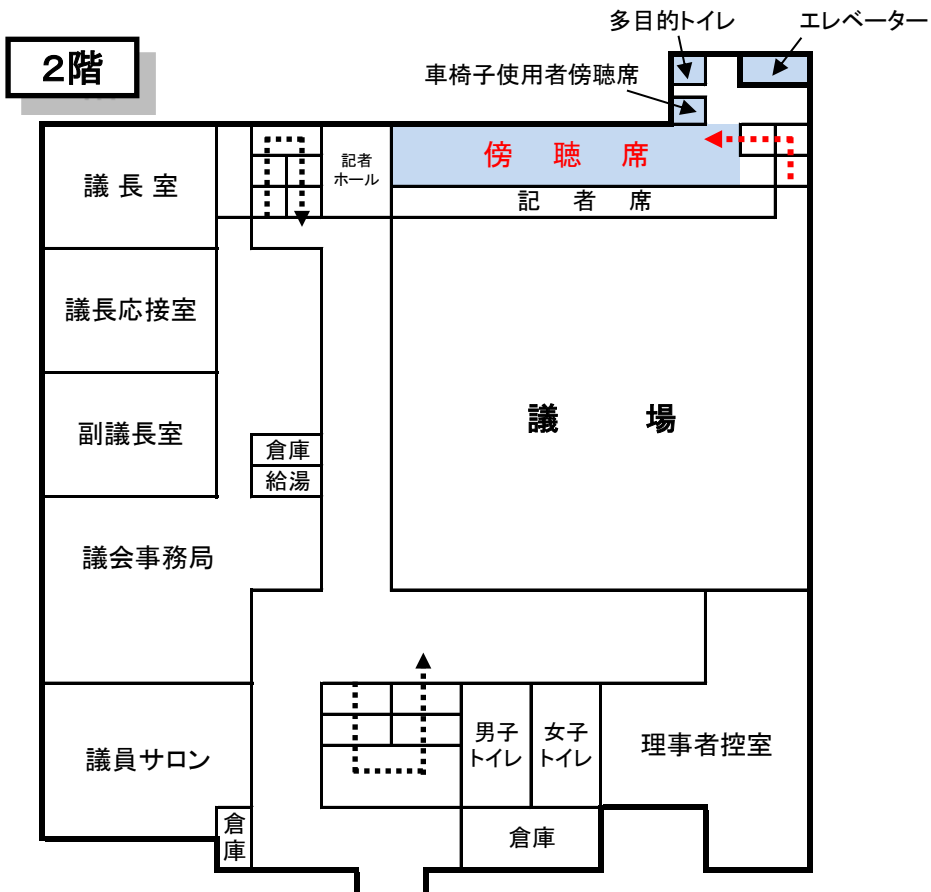 多目的トイレ
エレベーター
2階
車椅子使用者傍聴席
議長室
記者
ホール
傍聴席
記者席
議長応接室
議場
副議長室
倉庫
給湯
議会事務局
議員サロン
男子
トイレ
女子
トイレ
理事者控室
倉
庫
倉庫